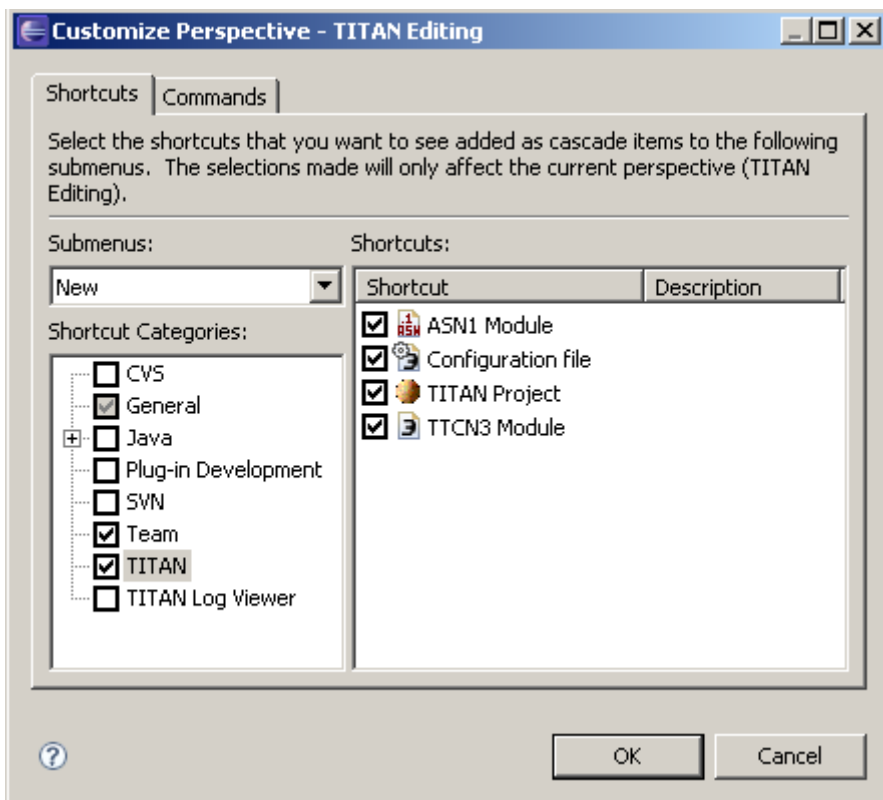 Customize Perspective - TITAN Editing
Shortcuts
Commands
Select the shortcuts that you want to see added as cascade items to the following
submenus. The selections made will only affect the current perspective (TITAN
Editing).
Submenus:
New
Shortcut Categories:
CVS
General
Java
Plug-in Development
SVN
Team
TITAN
TITAN Log Viewer
Shortcuts:
Shortcut
Description
ASN1 Module
Configuration file
TITAN Project
TTCN3 Module
OK
Cancel